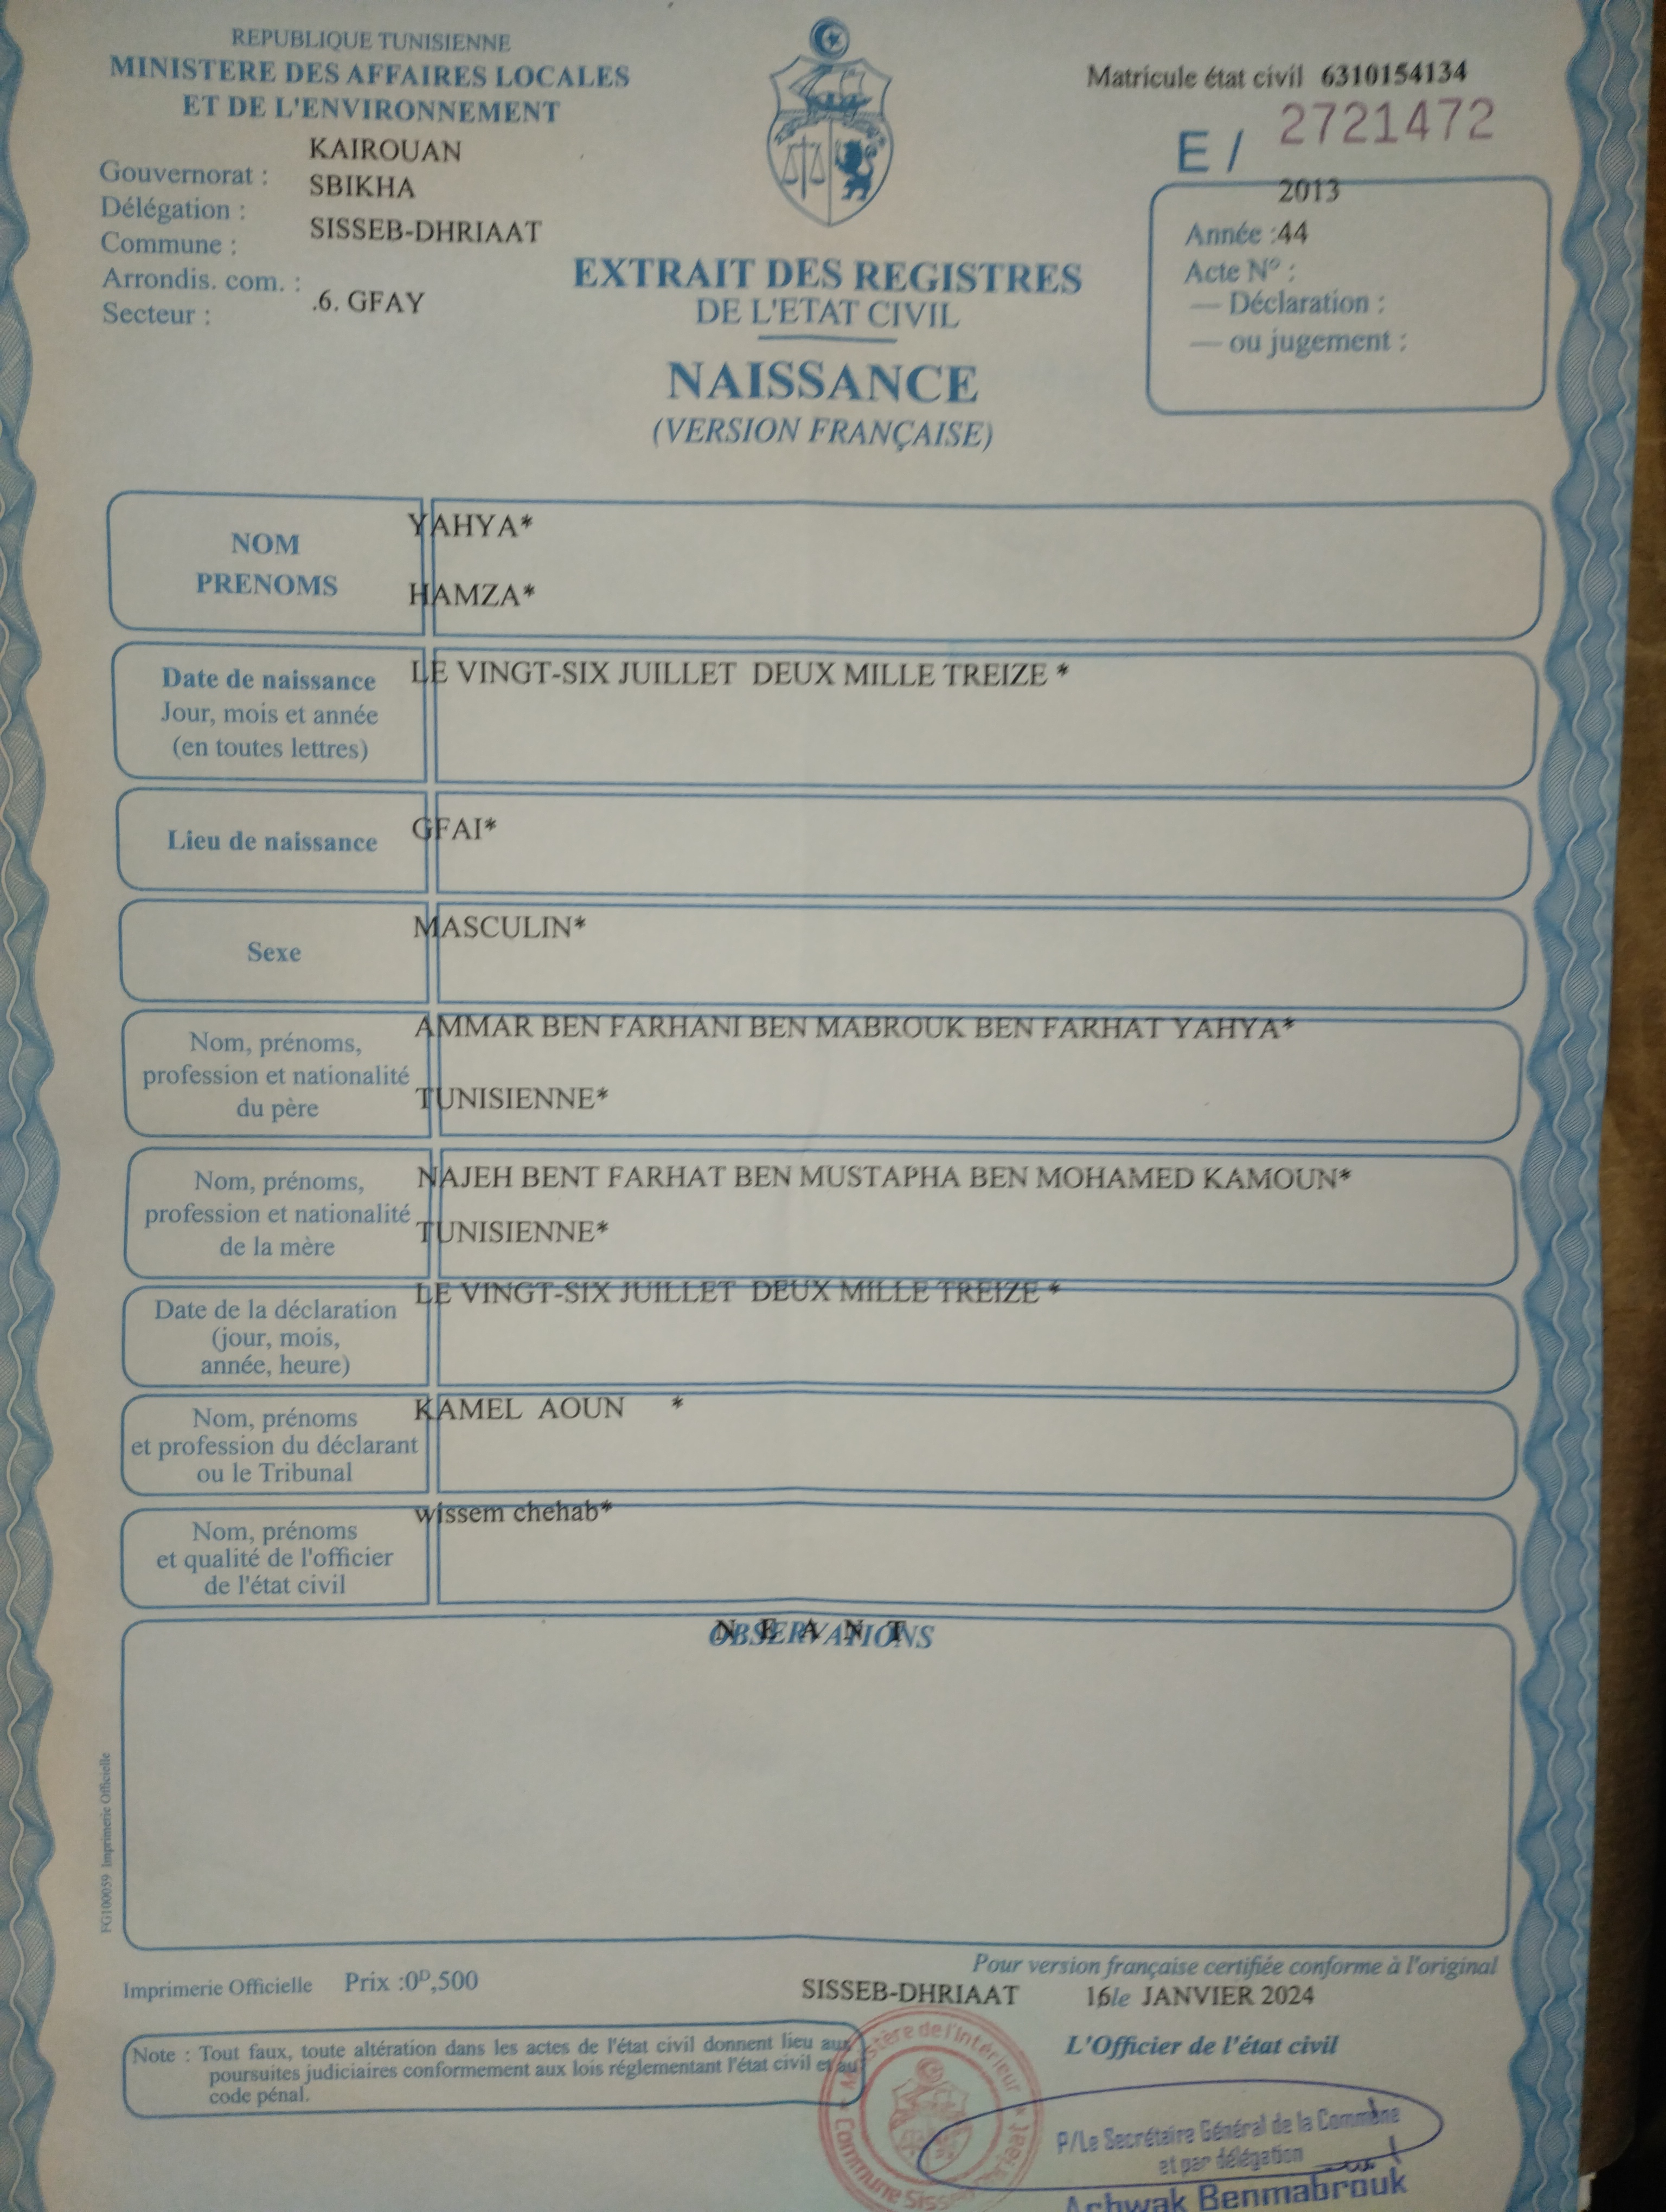 REPUBLIQUE TUNISIENNE
MINISTERE DES AFFAIRES LOCALES
ET DE L'ENVIRONNEMENT
Gouvernorat : KAIROUAN
Délégation : SBIKHA
Commune : SISSEB-DHRIAAT
Arrondis. com. :
Secteur : .6. GFAY
Matricule état civil 6310154134
E / 2721472
2013
Année :44
Acte N° :
— Déclaration :
— ou jugement :
EXTRAIT DES REGISTRES
DE L'ETAT CIVIL
NAISSANCE
(VERSION FRANÇAISE)
NOM YAHYA*
PRENOMS HAMZA*
Date de naissance LE VINGT-SIX JUILLET DEUX MILLE TREIZE *
Jour, mois et année
(en toutes lettres)
Lieu de naissance GFAI*
Sexe MASCULIN*
Nom, prénoms, AMMAR BEN FARHANI BEN MABROUK BEN FARHAT YAHYA*
profession et nationalité
du père TUNISIENNE*
Nom, prénoms, NAJEH BENT FARHAT BEN MUSTAPHA BEN MOHAMED KAMOUN*
profession et nationalité TUNISIENNE*
de la mère
Date de la déclaration LE VINGT-SIX JUILLET DEUX MILLE TREIZE *
(jour, mois,
année, heure)
Nom, prénoms KAMEL AOUN *
et profession du déclarant
ou le Tribunal
Nom, prénoms wissem chehab*
et qualité de l'officier
de l'état civil
OBSERVATIONS
N E A N T
FG100059 Imprimerie Officielle
Imprimerie Officielle Prix :0ᴰ,500
Pour version française certifiée conforme à l'original
SISSEB-DHRIAAT 16 le JANVIER 2024
L'Officier de l'état civil
Note : Tout faux, toute altération dans les actes de l'état civil donnent lieu aux
poursuites judiciaires conformement aux lois réglementant l'état civil et au
code pénal.
Ministère de l'Intérieur
Commune
P/Le Secrétaire Général de la Commune
et par délégation
Achwak Benmabrouk